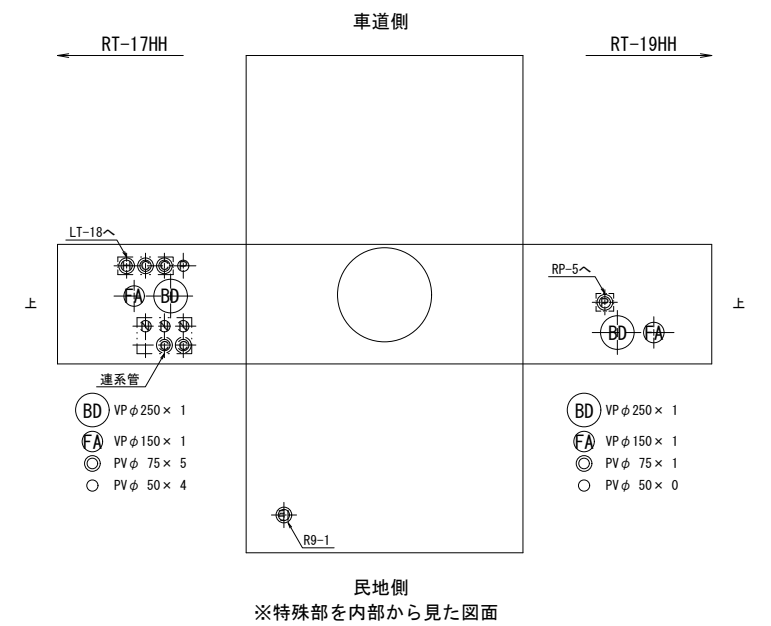 車道側
RT-17HH
RT-19HH
LT-18へ
RP-5へ
FA
BD
BD
FA
上
上
連系管
BD VPφ250× 1
FA VPφ150× 1
PVφ 75× 5
PVφ 50× 4
BD VPφ250× 1
FA VPφ150× 1
PVφ 75× 1
PVφ 50× 0
R9-1
民地側
※特殊部を内部から見た図面